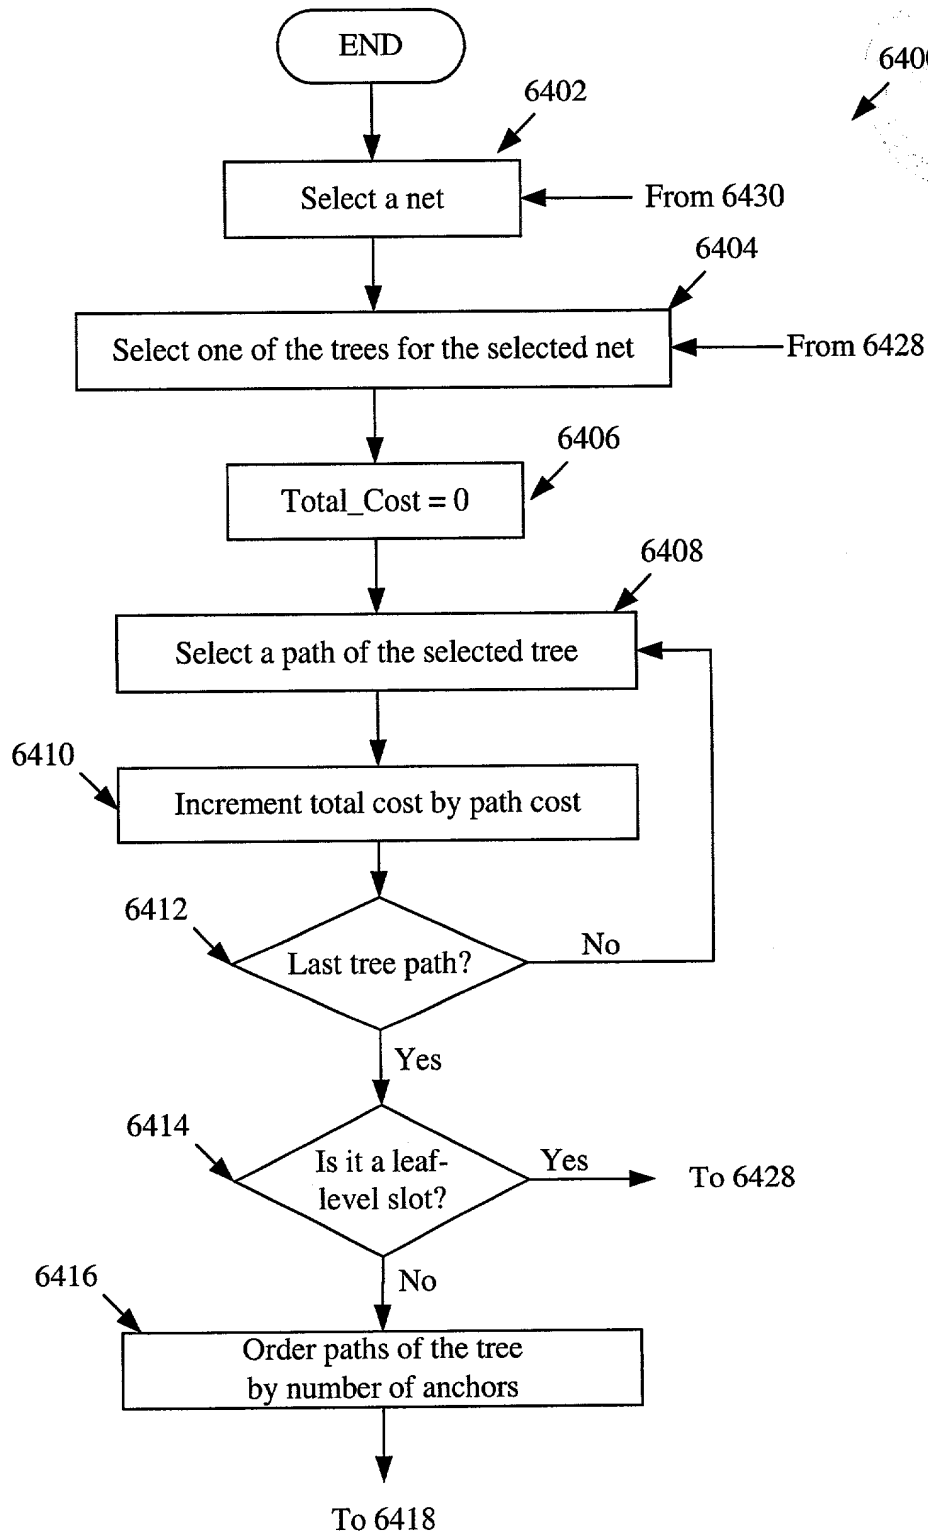 END
6400
6402
Select a net
From 6430
6404
Select one of the trees for the selected net
From 6428
6406
Total_Cost = 0
6408
Select a path of the selected tree
6410
Increment total cost by path cost
6412
Last tree path?
No
Yes
6414
Is it a leaf-
level slot?
Yes
To 6428
No
6416
Order paths of the tree
by number of anchors
To 6418